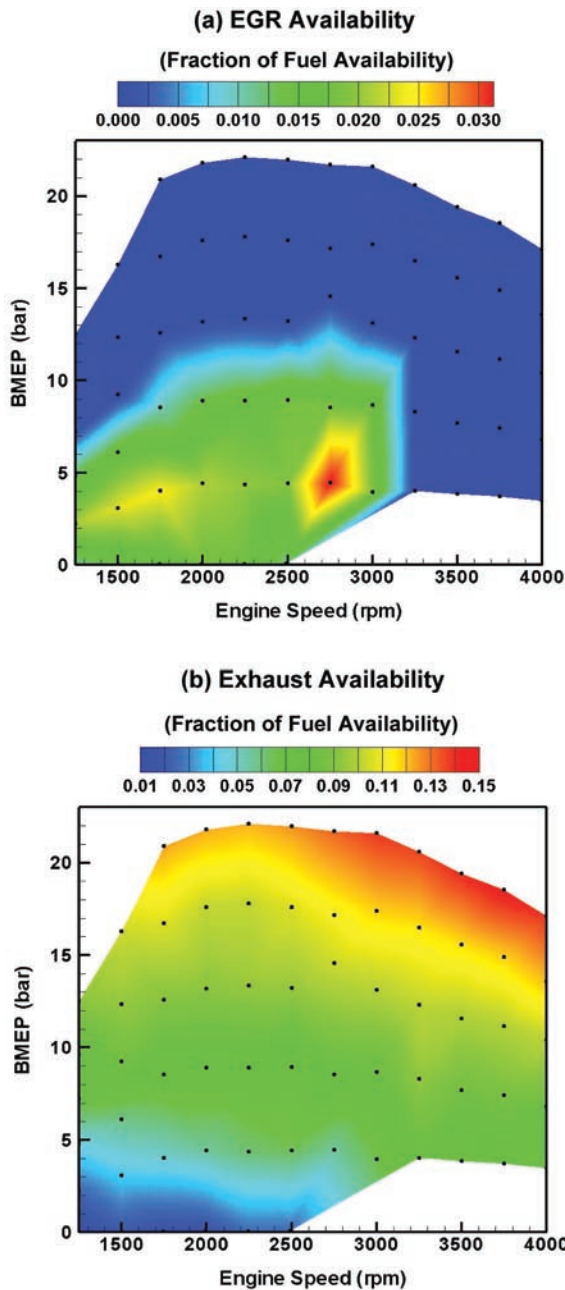 (a) EGR Availability
(Fraction of Fuel Availability)
0.000 0.005 0.010 0.015 0.020 0.025 0.030
20
15
10
5
0
BMEP (bar)
1500 2000 2500 3000 3500 4000
Engine Speed (rpm)
(b) Exhaust Availability
(Fraction of Fuel Availability)
0.01 0.03 0.05 0.07 0.09 0.11 0.13 0.15
20
15
10
5
0
BMEP (bar)
1500 2000 2500 3000 3500 4000
Engine Speed (rpm)